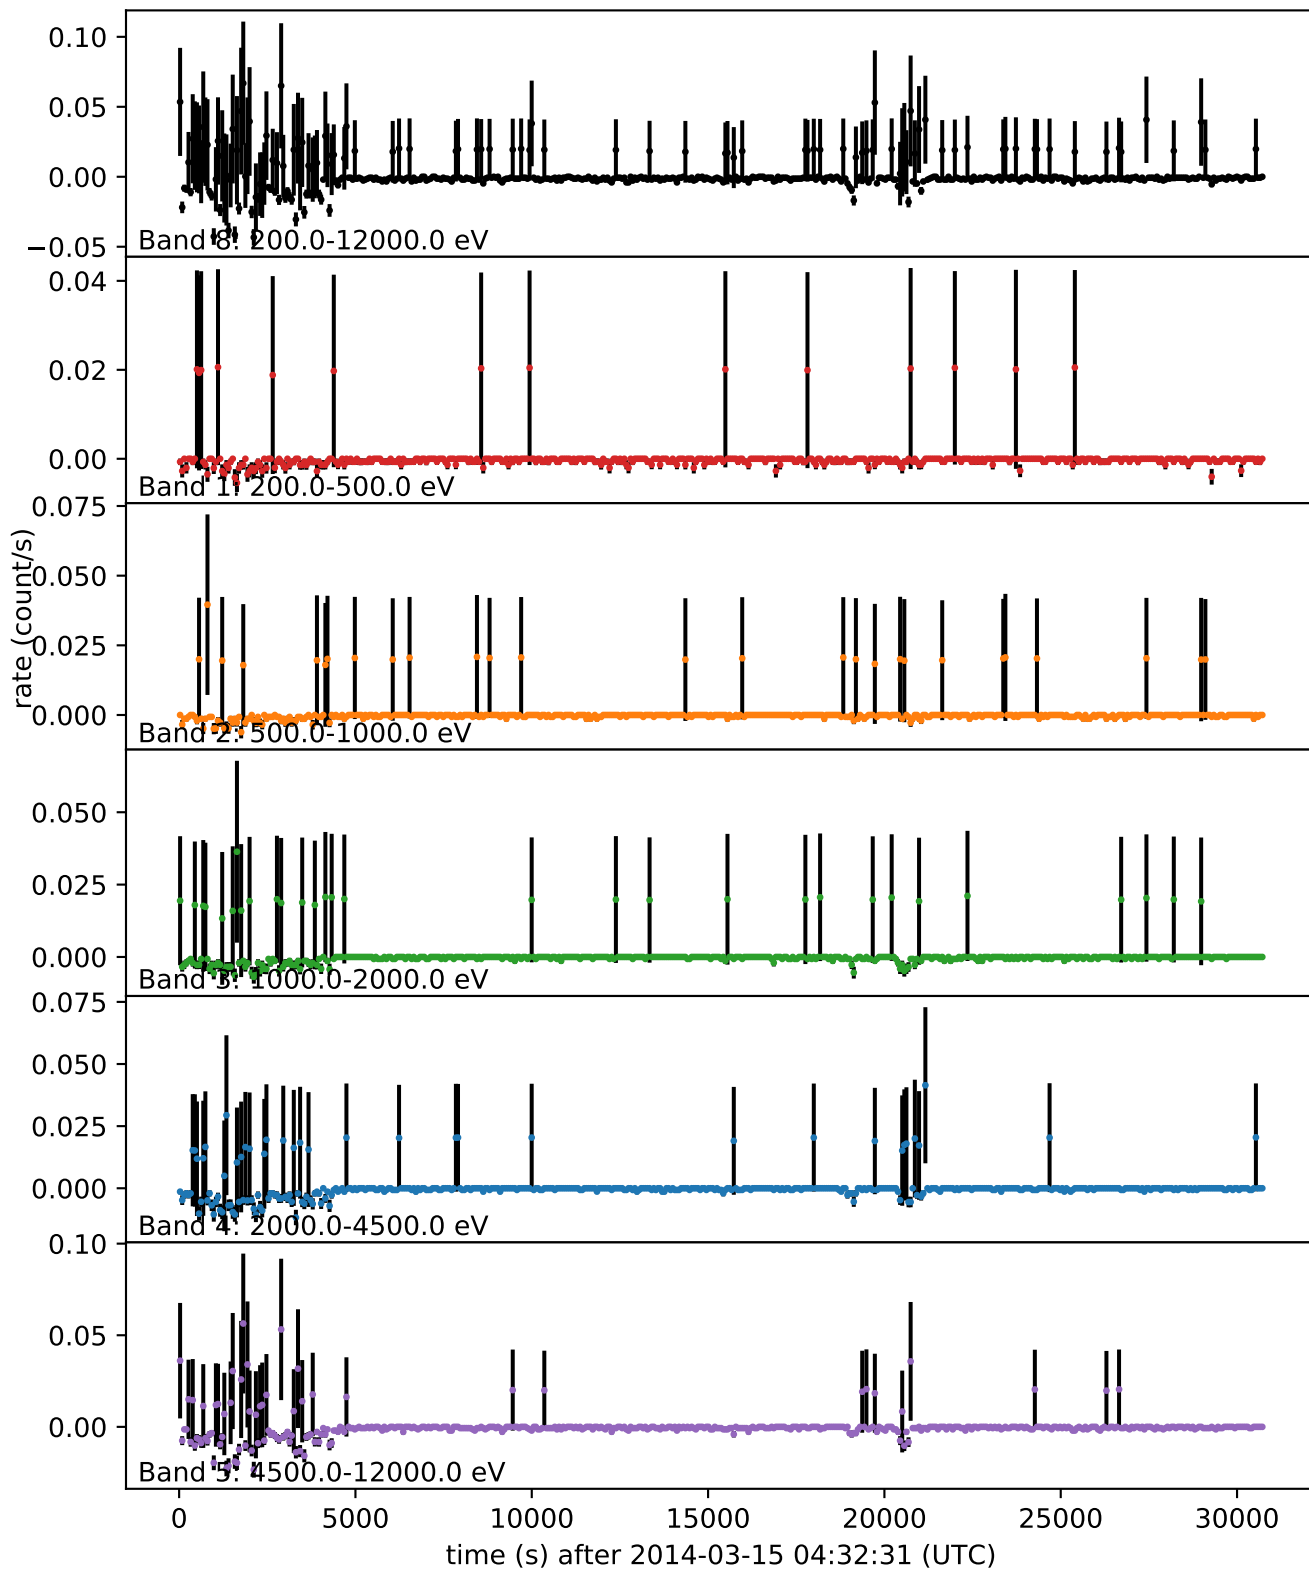 0.10
0.05
0.00
−0.05
Band 8: 200.0-12000.0 eV
0.04
0.02
0.00
Band 1: 200.0-500.0 eV
0.075
0.050
0.025
0.000
Band 2: 500.0-1000.0 eV
rate (count/s)
0.050
0.025
0.000
Band 3: 1000.0-2000.0 eV
0.075
0.050
0.025
0.000
Band 4: 2000.0-4500.0 eV
0.10
0.05
0.00
Band 5: 4500.0-12000.0 eV
0 5000 10000 15000 20000 25000 30000
time (s) after 2014-03-15 04:32:31 (UTC)